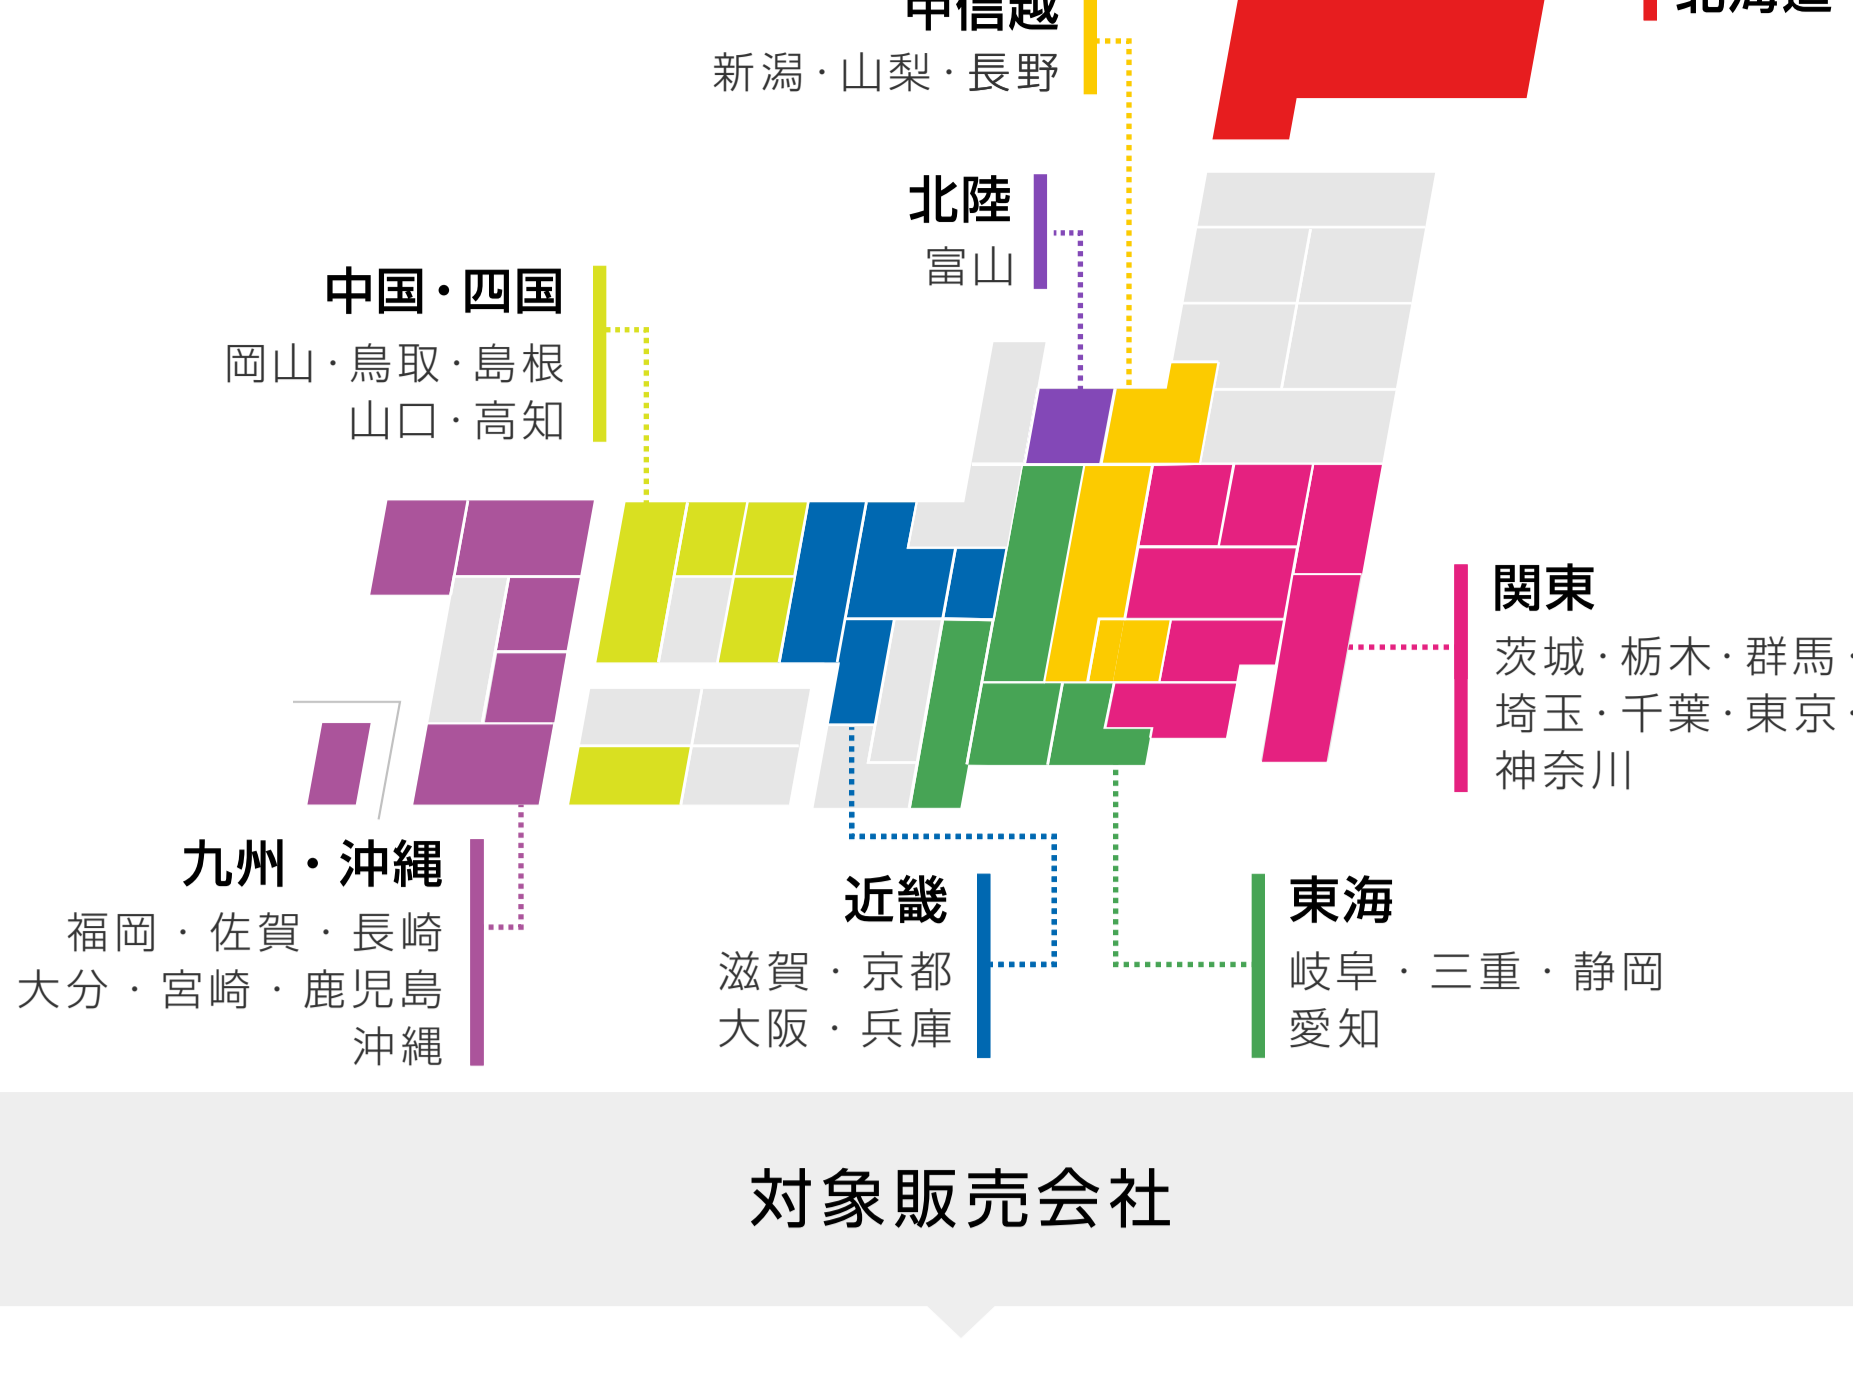 甲信越
新潟・山梨・長野
北海道
北陸
富山
中国・四国
岡山・鳥取・島根
山口・高知
関東
茨城・栃木・群馬・
埼玉・千葉・東京・
神奈川
九州・沖縄
福岡・佐賀・長崎
大分・宮崎・鹿児島
沖縄
近畿
滋賀・京都
大阪・兵庫
東海
岐阜・三重・静岡
愛知
対象販売会社